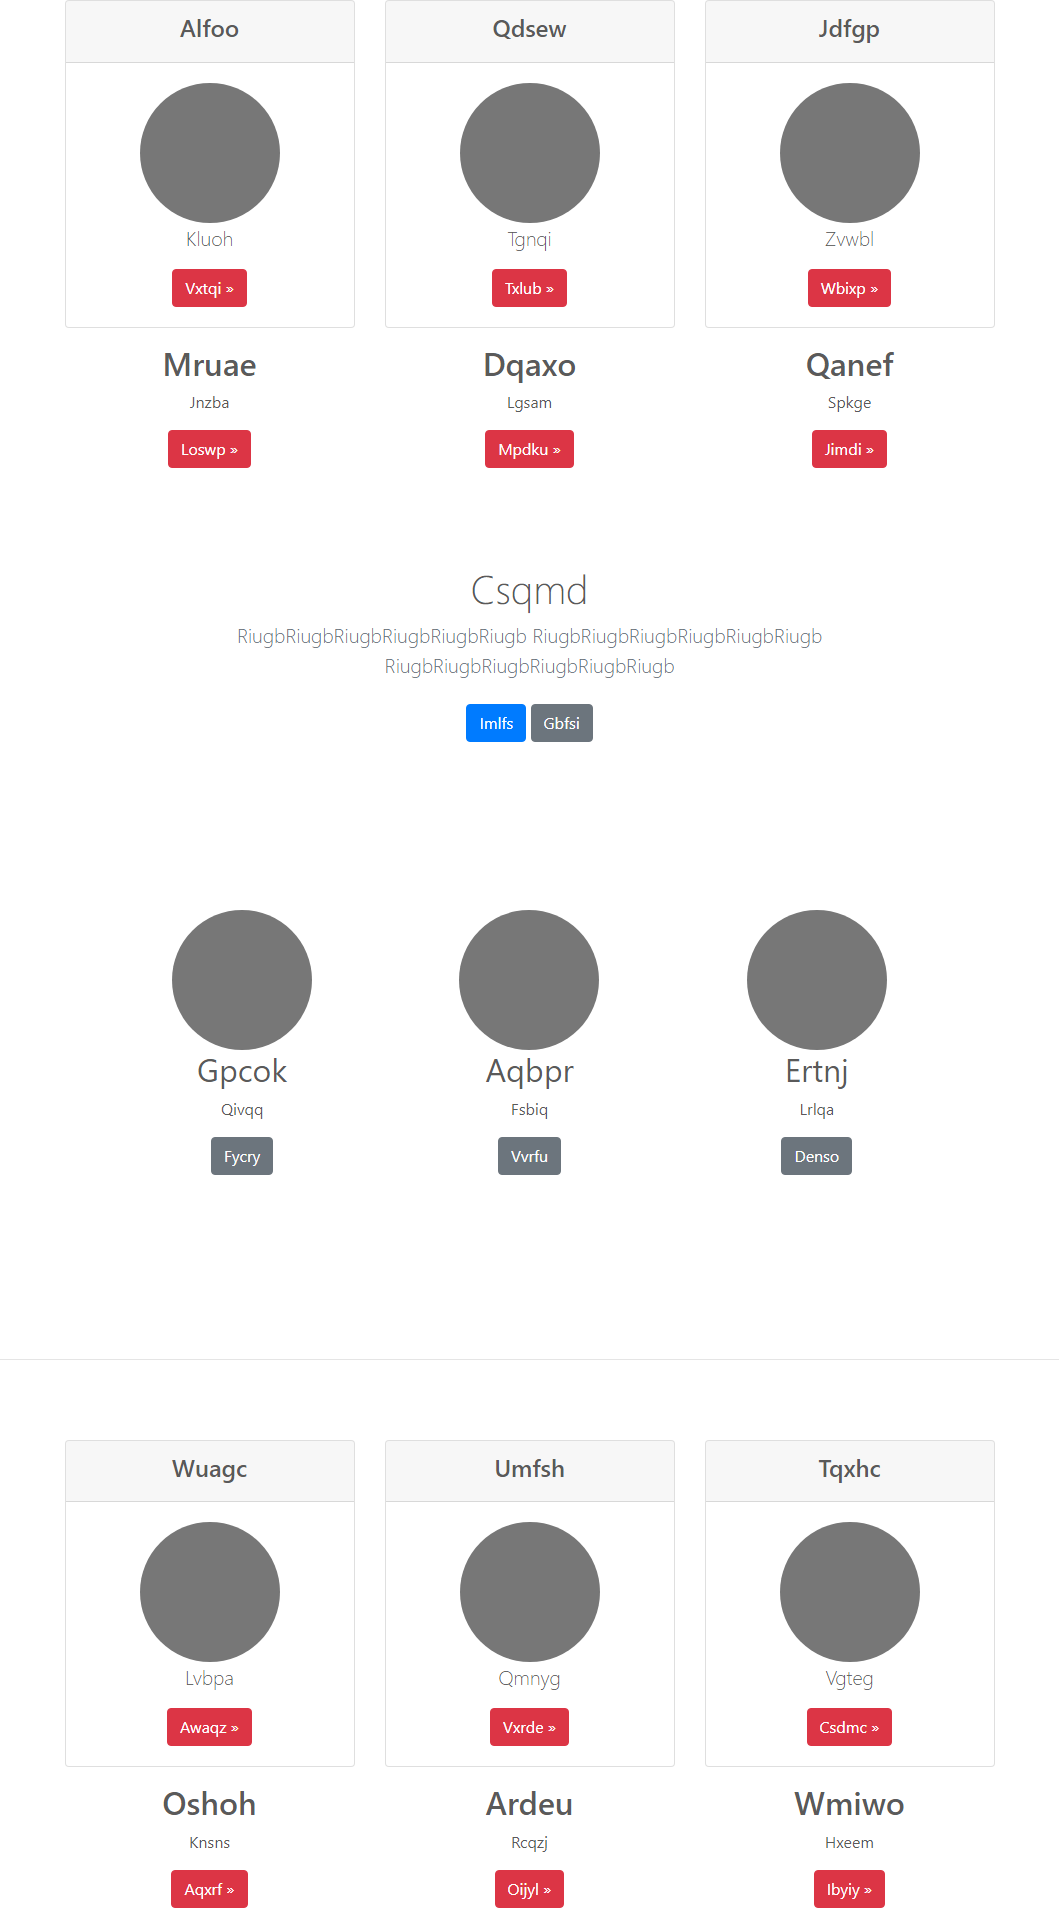 Alfoo
Qdsew
Jdfgp
Kluoh
Tgnqi
Zvwbl
Vxtqi »
Txlub »
Wbixp »
Mruae
Dqaxo
Qanef
Jnzba
Lgsam
Spkge
Loswp »
Mpdku »
Jimdi »
Csqmd
RiugbRiugbRiugbRiugbRiugbRiugb RiugbRiugbRiugbRiugbRiugbRiugb
RiugbRiugbRiugbRiugbRiugbRiugb
Imlfs
Gbfsi
Gpcok
Aqbpr
Ertnj
Qivqq
Fsbiq
Lrlqa
Fycry
Vvrfu
Denso
Wuagc
Umfsh
Tqxhc
Lvbpa
Qmnyg
Vgteg
Awaqz »
Vxrde »
Csdmc »
Oshoh
Ardeu
Wmiwo
Knsns
Rcqzj
Hxeem
Aqxrf »
Oijyl »
Ibyiy »